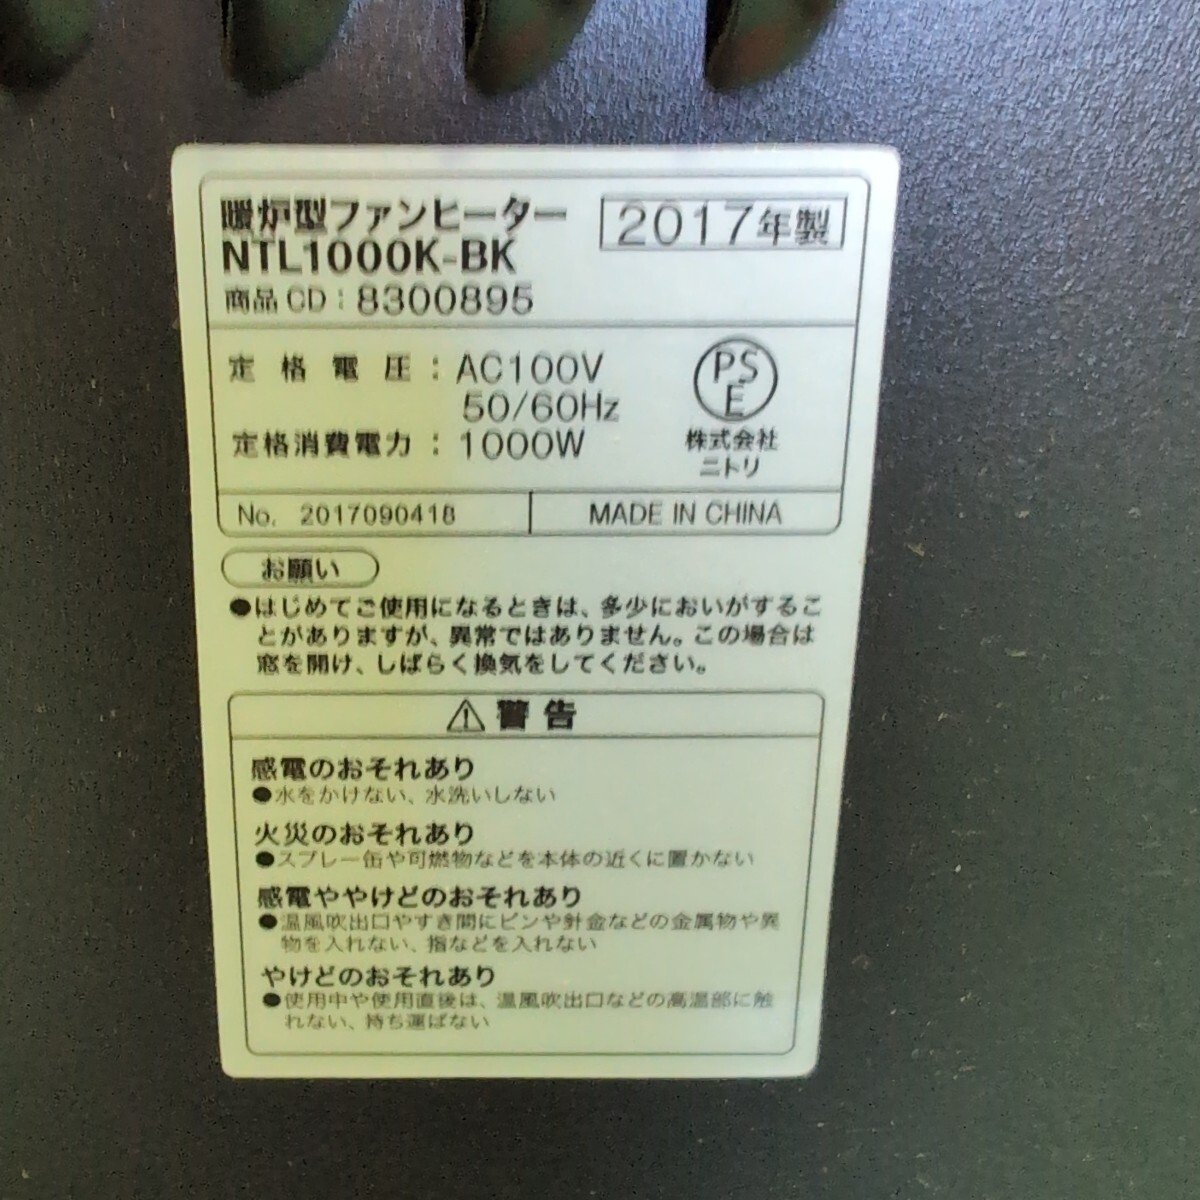 暖炉型ファンヒーター
2017年製
NTL1000K-BK
商品CD：8300895
定格電圧：AC100V
50/60Hz
定格消費電力：1000W
PS
E
株式会社
ニトリ
No. 2017090418
MADE IN CHINA
お願い
●はじめてご使用になるときは、多少においがするこ
とがありますが、異常ではありません。この場合は
窓を開け、しばらく換気をしてください。
⚠警告
感電のおそれあり
●水をかけない、水洗いしない
火災のおそれあり
●スプレー缶や可燃物などを本体の近くに置かない
感電ややけどのおそれあり
●温風吹出口やすき間にピンや針金などの金属物や異
物を入れない、指などを入れない
やけどのおそれあり
●使用中や使用直後は、温風吹出口などの高温部に触
れない、持ち運ばない